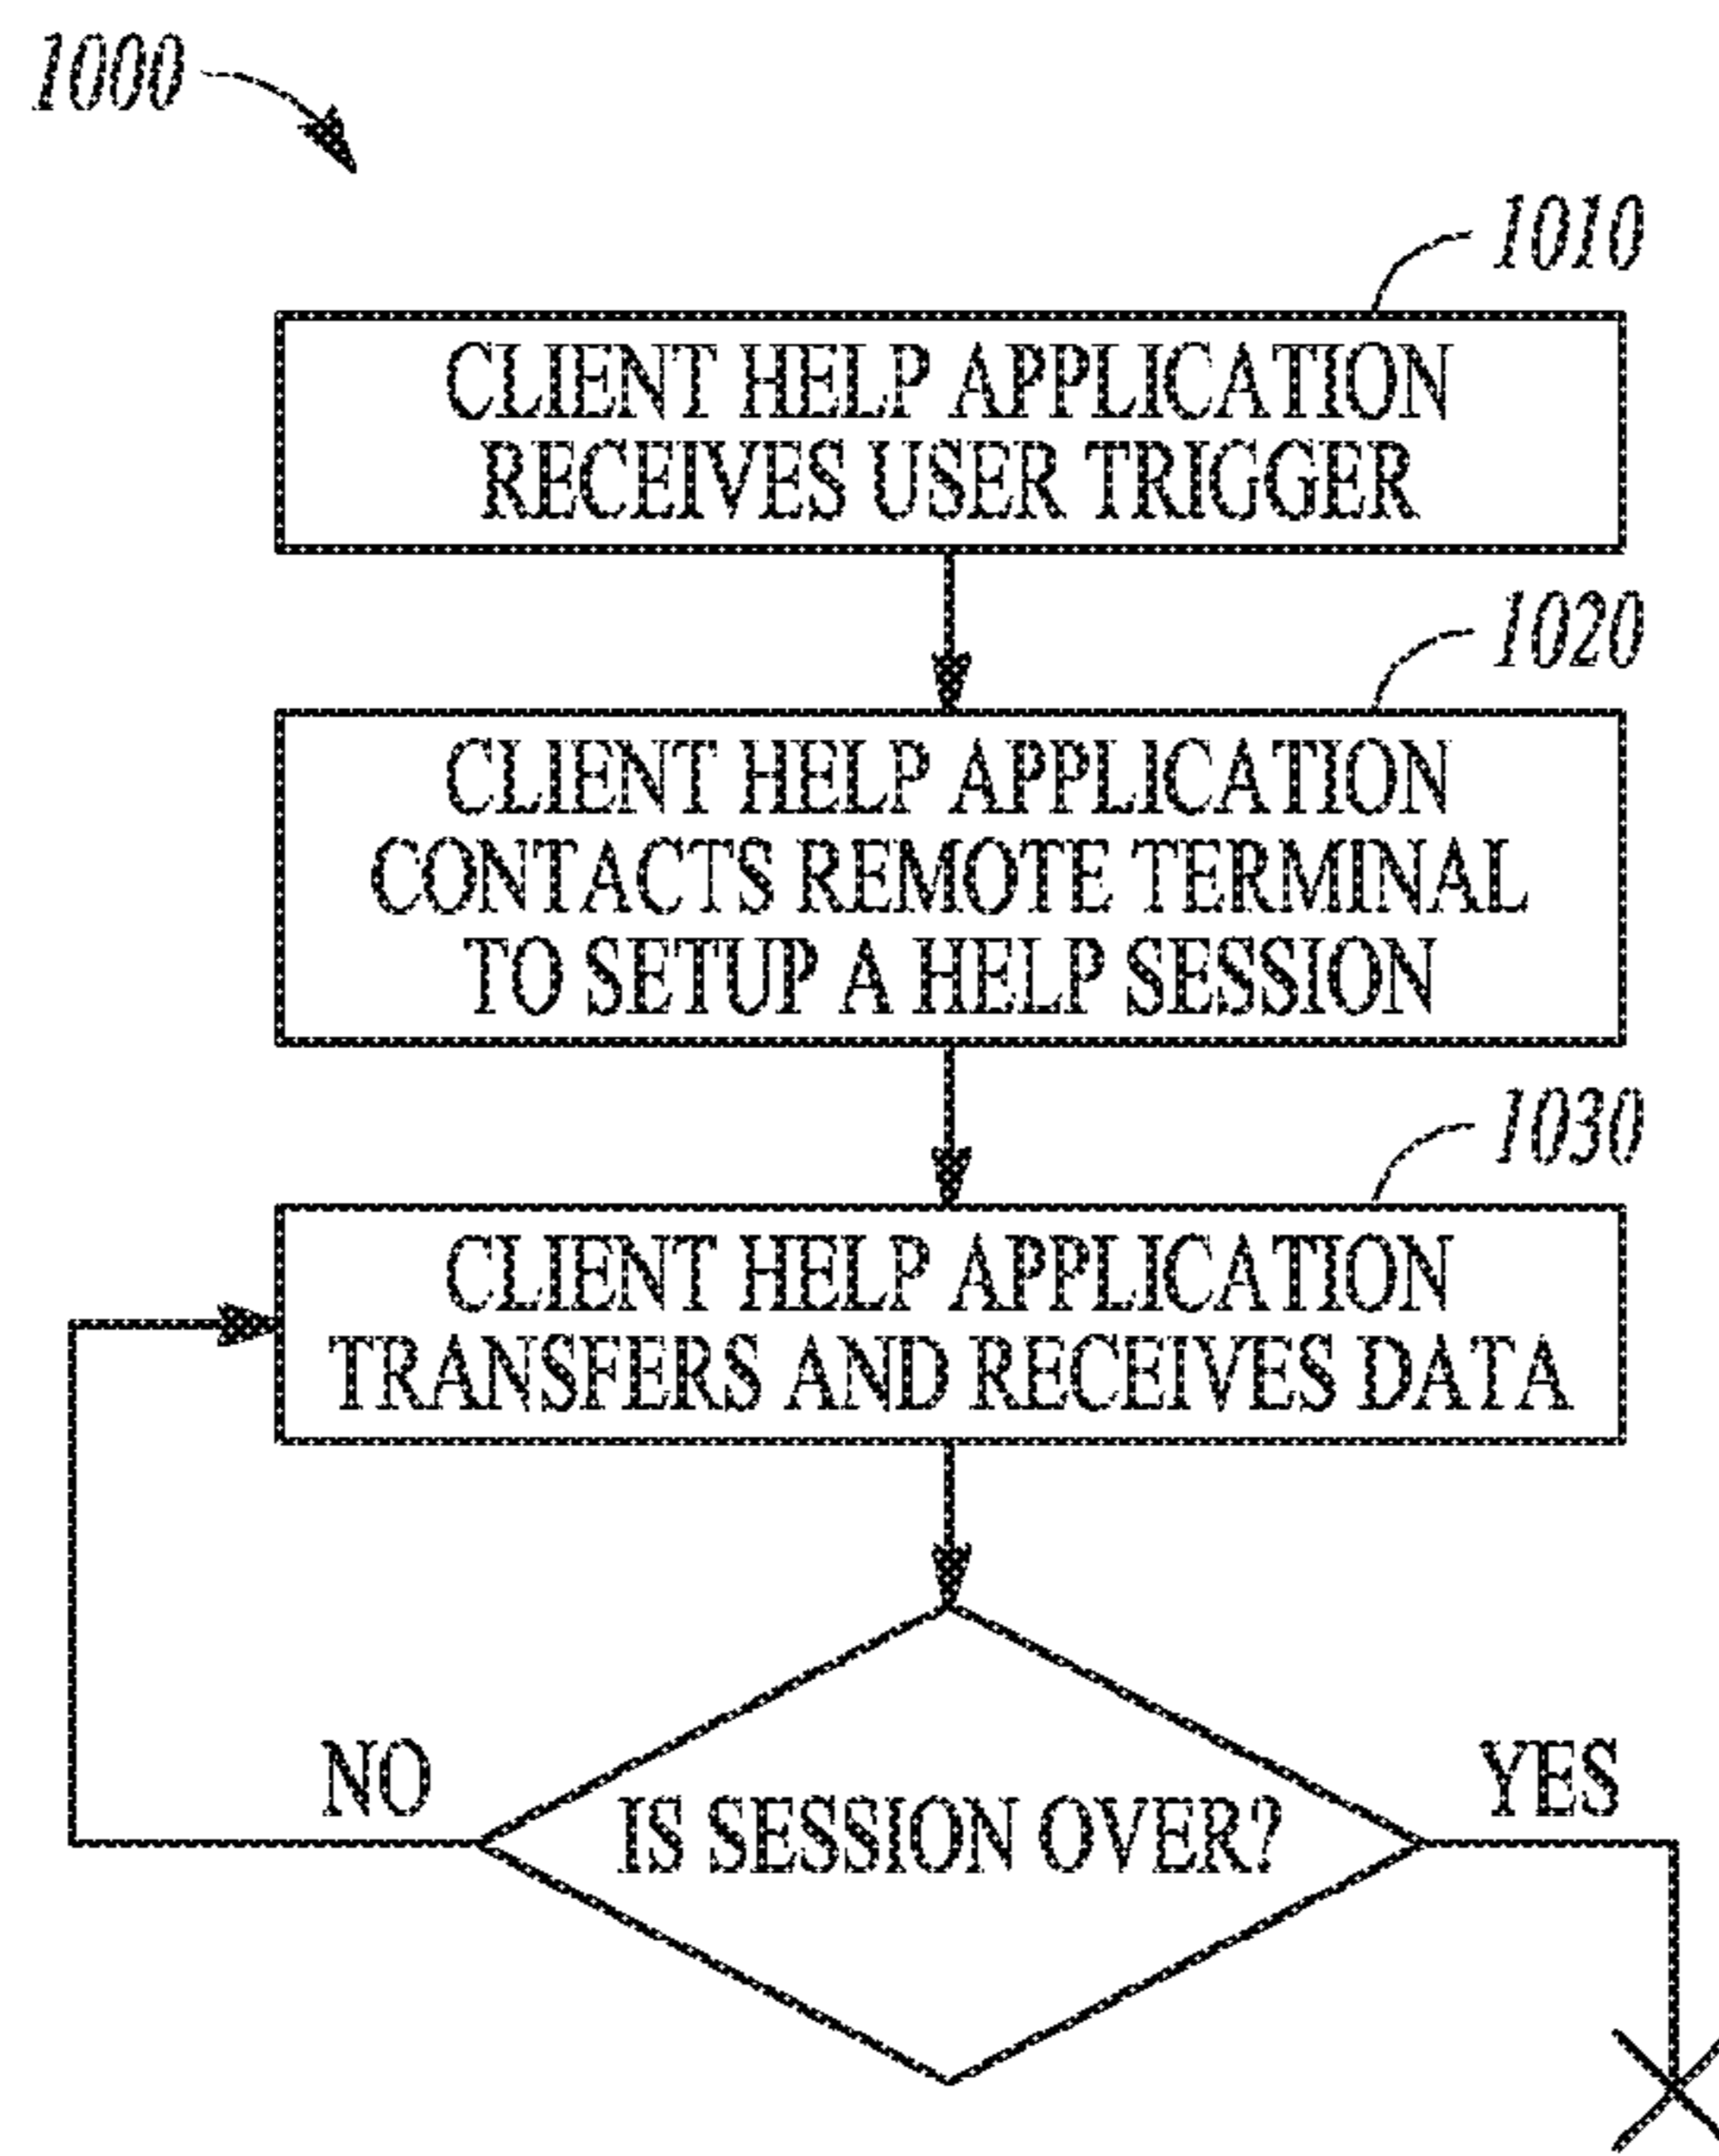 1000
1010
CLIENT HELP APPLICATION
RECEIVES USER TRIGGER
1020
CLIENT HELP APPLICATION
CONTACTS REMOTE TERMINAL
TO SETUP A HELP SESSION
1030
CLIENT HELP APPLICATION
TRANSFERS AND RECEIVES DATA
NO
YES
IS SESSION OVER?